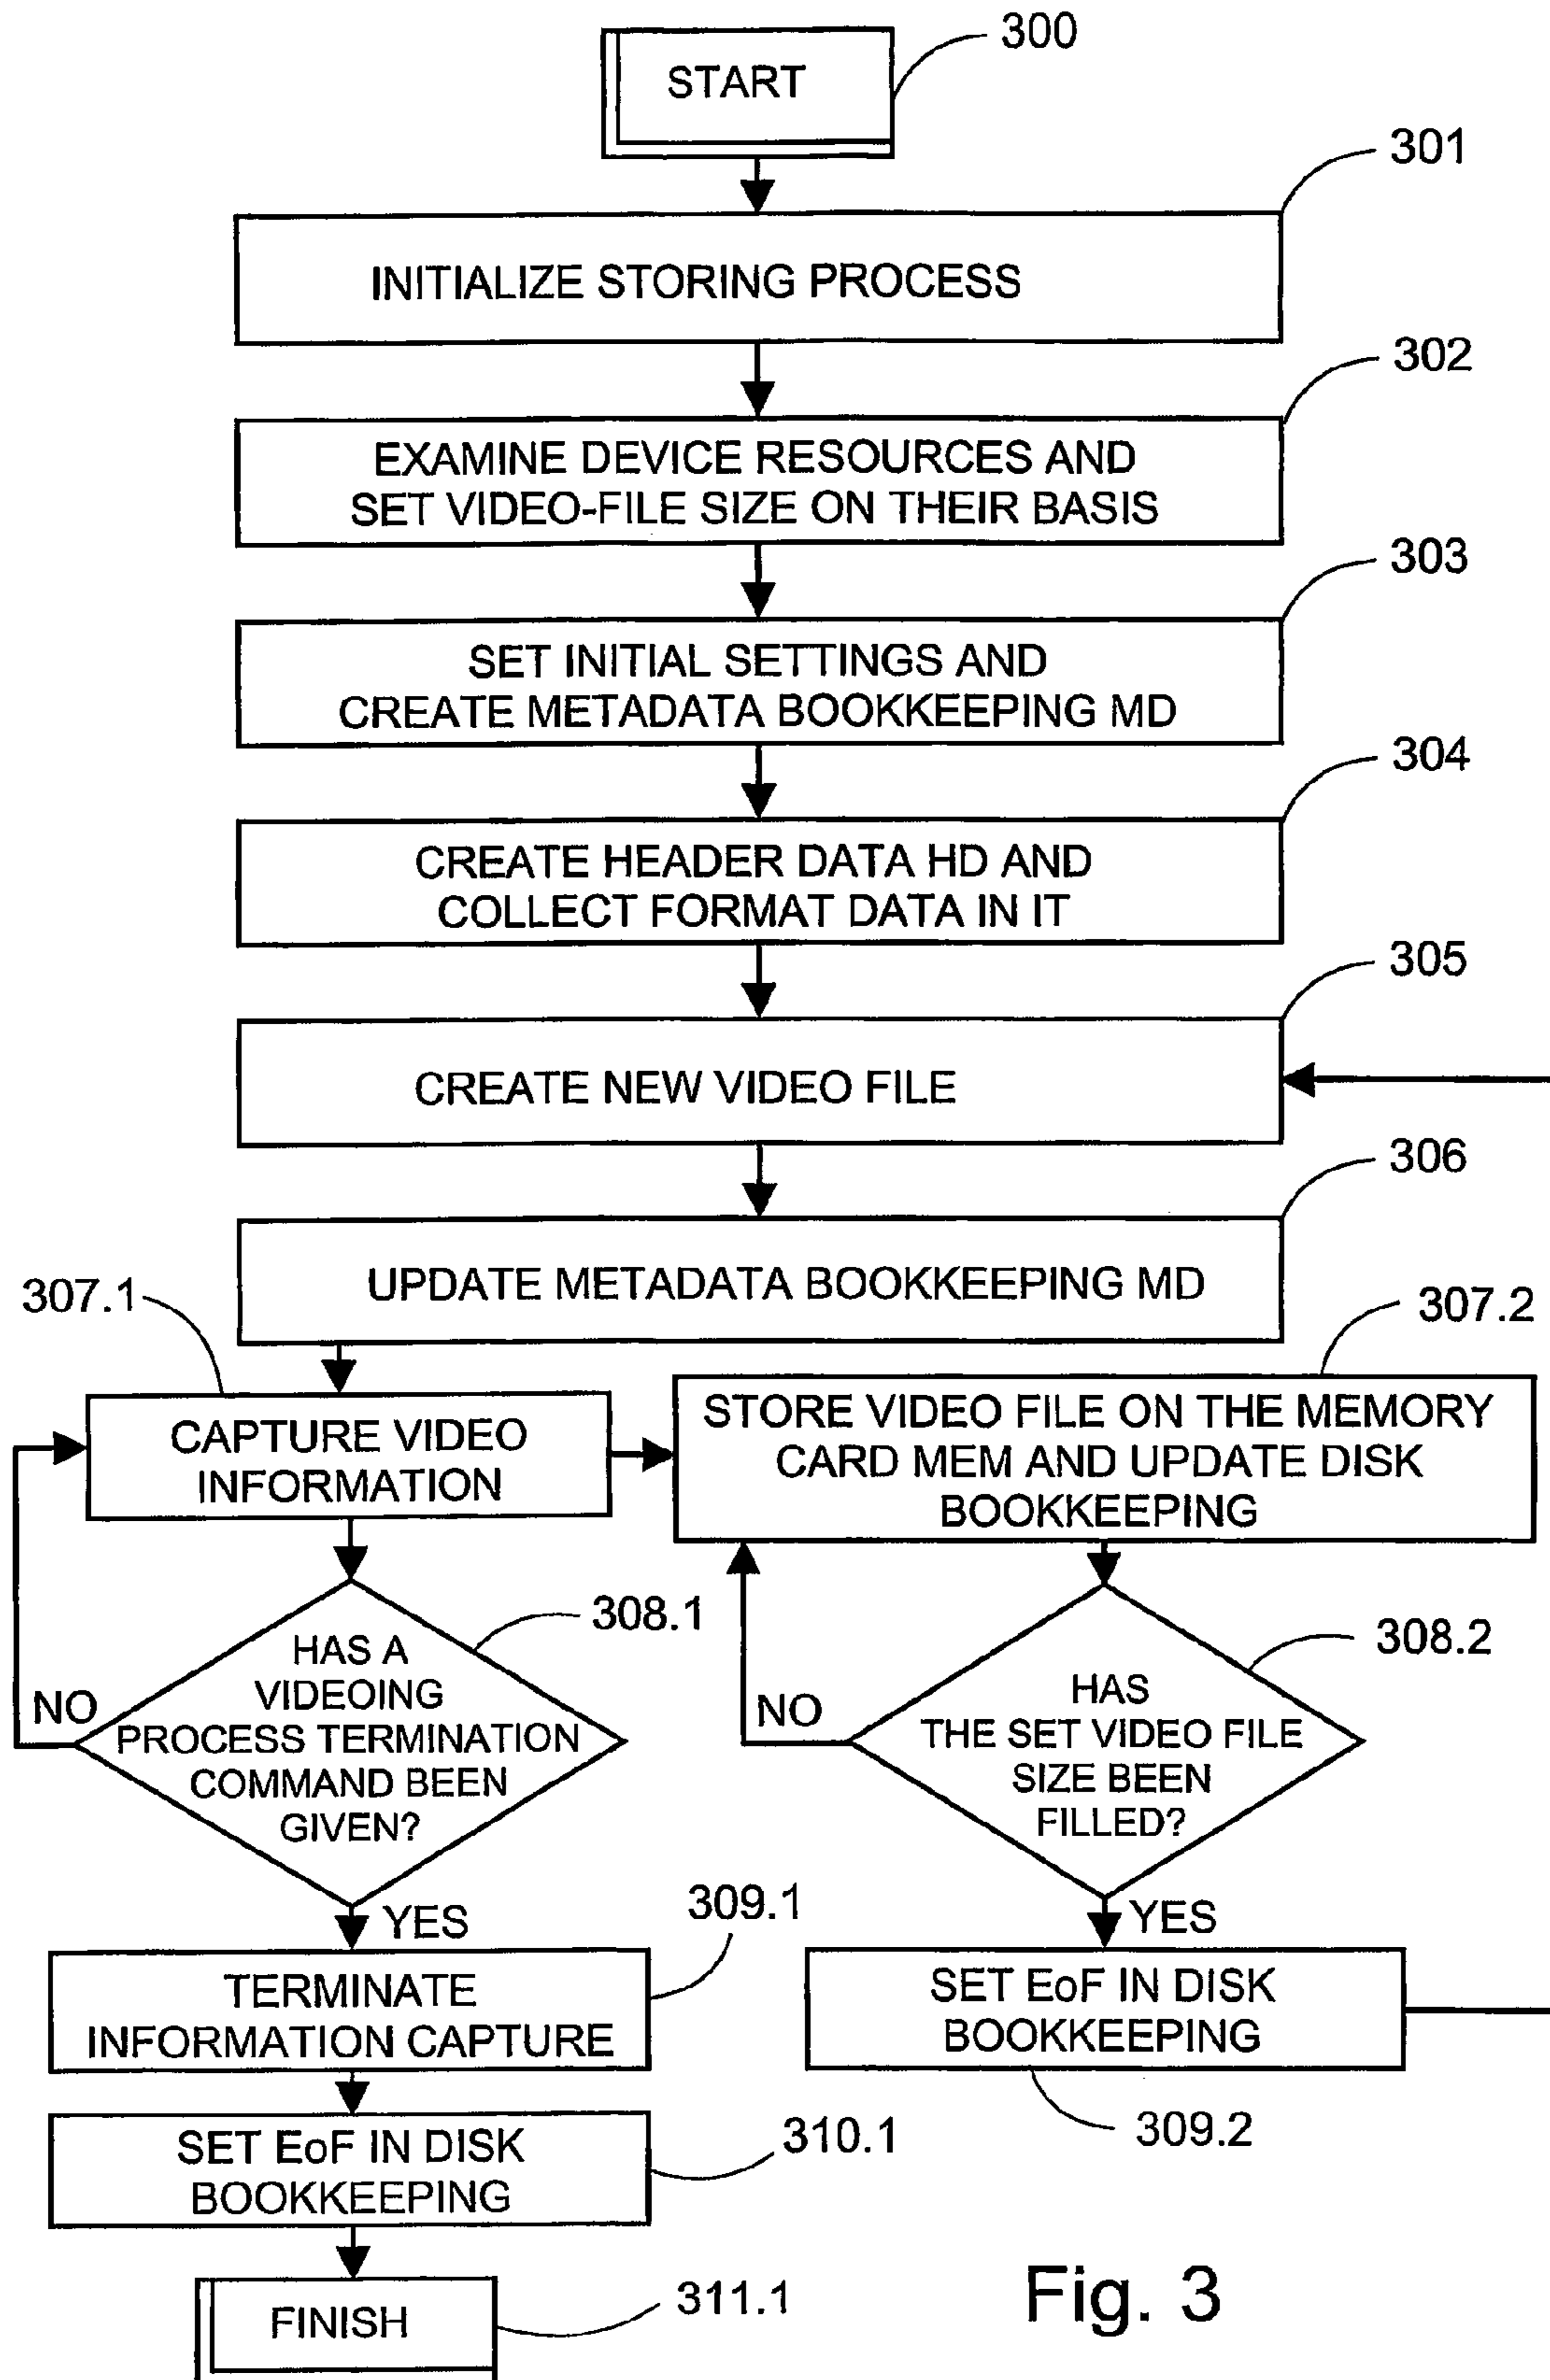 START
300
301
INITIALIZE STORING PROCESS
302
EXAMINE DEVICE RESOURCES AND
SET VIDEO-FILE SIZE ON THEIR BASIS
303
SET INITIAL SETTINGS AND
CREATE METADATA BOOKKEEPING MD
304
CREATE HEADER DATA HD AND
COLLECT FORMAT DATA IN IT
305
CREATE NEW VIDEO FILE
306
UPDATE METADATA BOOKKEEPING MD
307.1
CAPTURE VIDEO
INFORMATION
307.2
STORE VIDEO FILE ON THE MEMORY
CARD MEM AND UPDATE DISK
BOOKKEEPING
308.1
HAS A
VIDEOING
PROCESS TERMINATION
COMMAND BEEN
GIVEN?
NO
YES
308.2
HAS
THE SET VIDEO FILE
SIZE BEEN
FILLED?
NO
YES
309.1
TERMINATE
INFORMATION CAPTURE
SET EoF IN DISK
BOOKKEEPING
309.2
SET EoF IN DISK
BOOKKEEPING
310.1
FINISH
311.1
Fig. 3